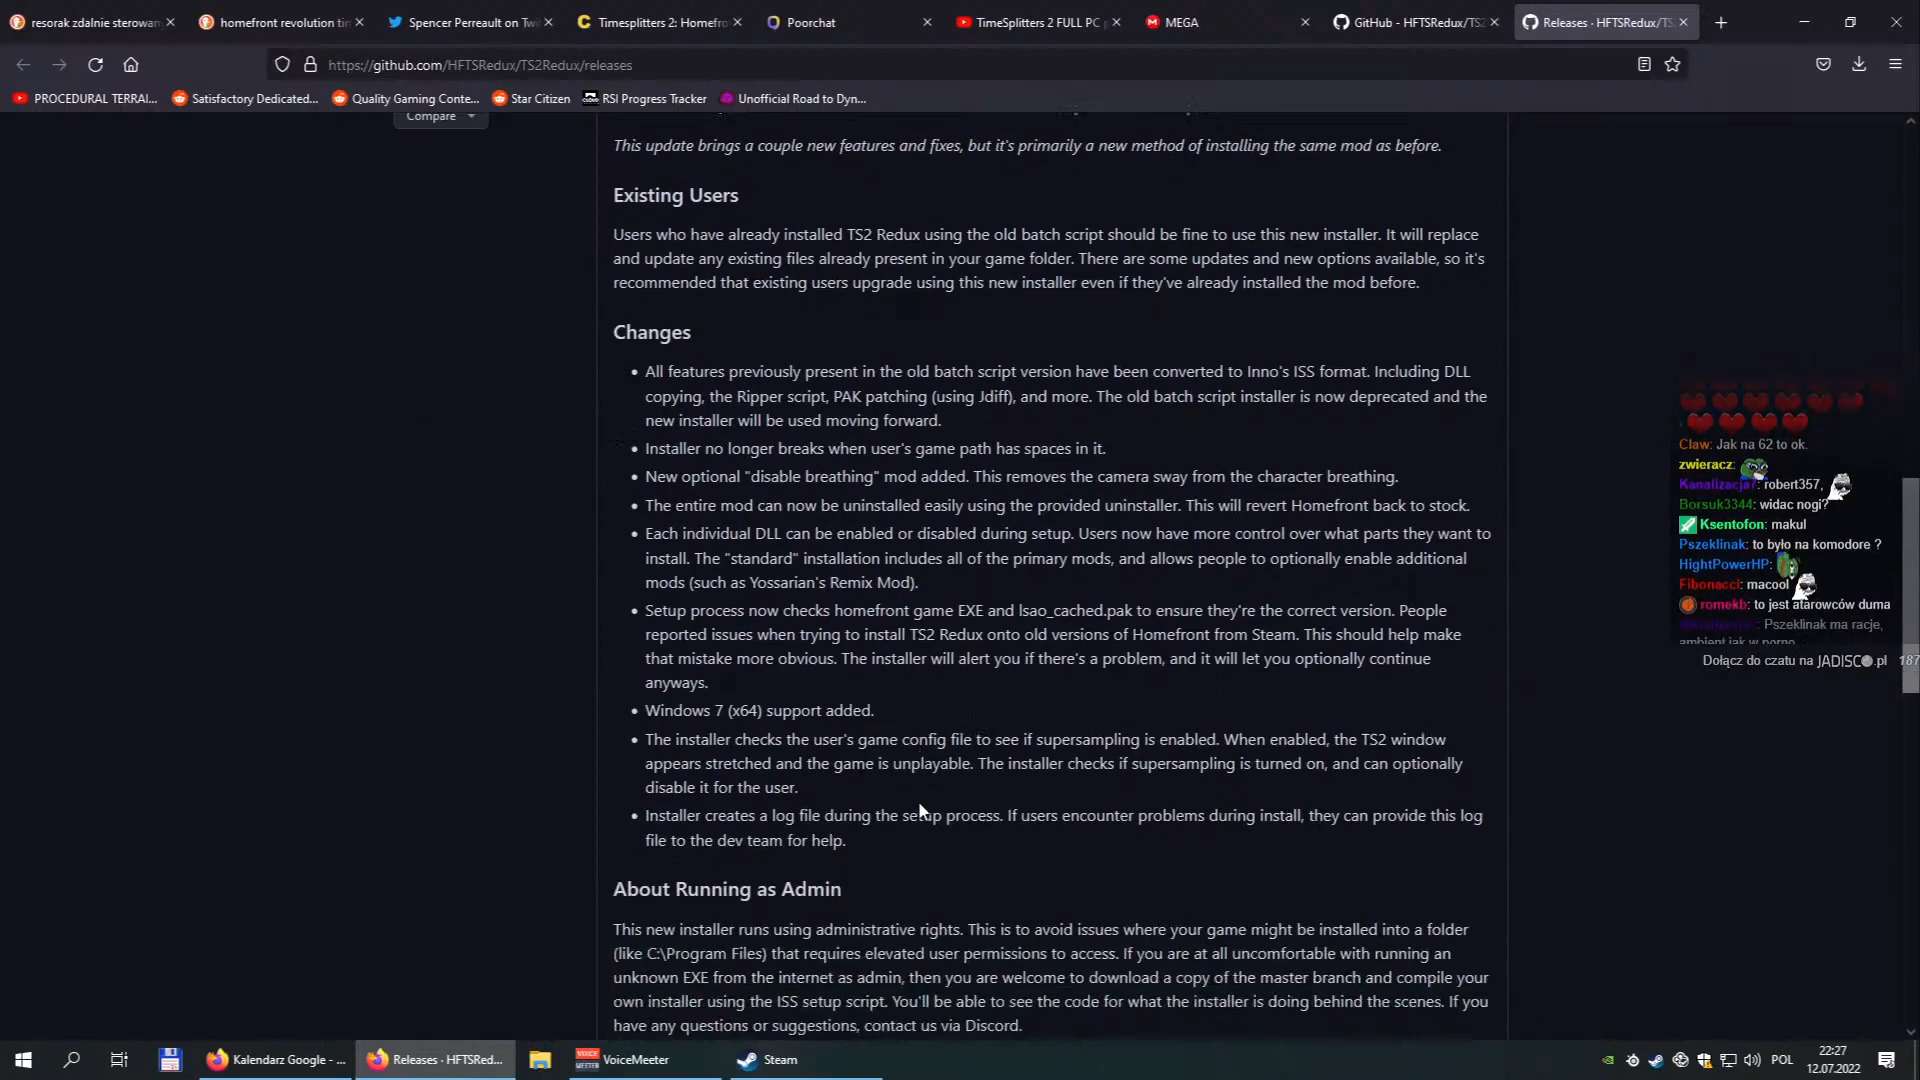 resorak zdalnie sterowan
homefront revolution tin
Spencer Perreault on Twi
Timesplitters 2: Homefro
Poorchat
TimeSplitters 2 FULL PC
MEGA
GitHub - HFTSRedux/TS2
Releases · HFTSRedux/TS
https://github.com/HFTSRedux/TS2Redux/releases
PROCEDURAL TERRAI...
Satisfactory Dedicated...
Quality Gaming Conte...
Star Citizen
RSI Progress Tracker
Unofficial Road to Dyn...
Compare
This update brings a couple new features and fixes, but it's primarily a new method of installing the same mod as before.
Existing Users
Users who have already installed TS2 Redux using the old batch script should be fine to use this new installer. It will replace
and update any existing files already present in your game folder. There are some updates and new options available, so it's
recommended that existing users upgrade using this new installer even if they've already installed the mod before.
Changes
• All features previously present in the old batch script version have been converted to Inno's ISS format. Including DLL
copying, the Ripper script, PAK patching (using Jdiff), and more. The old batch script installer is now deprecated and the
new installer will be used moving forward.
• Installer no longer breaks when user's game path has spaces in it.
• New optional "disable breathing" mod added. This removes the camera sway from the character breathing.
• The entire mod can now be uninstalled easily using the provided uninstaller. This will revert Homefront back to stock.
• Each individual DLL can be enabled or disabled during setup. Users now have more control over what parts they want to
install. The "standard" installation includes all of the primary mods, and allows people to optionally enable additional
mods (such as Yossarian's Remix Mod).
• Setup process now checks homefront game EXE and lsao_cached.pak to ensure they're the correct version. People
reported issues when trying to install TS2 Redux onto old versions of Homefront from Steam. This should help make
that mistake more obvious. The installer will alert you if there's a problem, and it will let you optionally continue
anyways.
• Windows 7 (x64) support added.
• The installer checks the user's game config file to see if supersampling is enabled. When enabled, the TS2 window
appears stretched and the game is unplayable. The installer checks if supersampling is turned on, and can optionally
disable it for the user.
• Installer creates a log file during the setup process. If users encounter problems during install, they can provide this log
file to the dev team for help.
About Running as Admin
This new installer runs using administrative rights. This is to avoid issues where your game might be installed into a folder
(like C:\Program Files) that requires elevated user permissions to access. If you are at all uncomfortable with running an
unknown EXE from the internet as admin, then you are welcome to download a copy of the master branch and compile your
own installer using the ISS setup script. You'll be able to see the code for what the installer is doing behind the scenes. If you
have any questions or suggestions, contact us via Discord.
Claw: Jak na 62 to ok.
zwieracz:
Kanalizacja7: robert357,
Borsuk3344: widac nogi?
Ksentofon: makul
Pszeklinak: to było na komodore ?
HightPowerHP:
Fibonacci: macool
romekb: to jest atarowców duma
Pszeklinak ma racje,
ambient jak w porno
Dołącz do czatu na JADISCO.pl
187
Kalendarz Google - ...
Releases · HFTSRed...
VOICE MEETER
VoiceMeeter
Steam
POL
22:27
12.07.2022